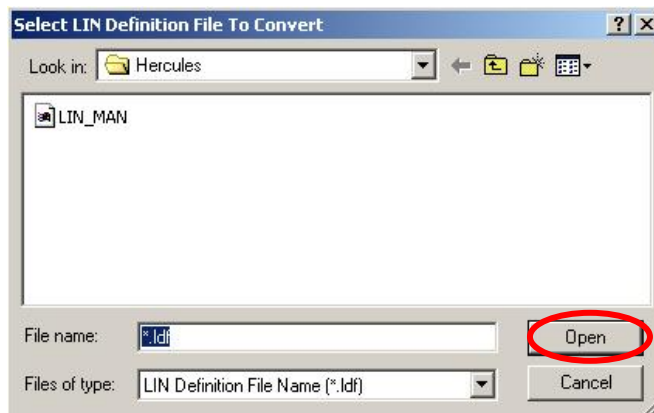 Select LIN Definition File To Convert
Look in: Hercules
LIN_MAN
File name: *.ldf Open
Files of type: LIN Definition File Name (*.ldf) Cancel